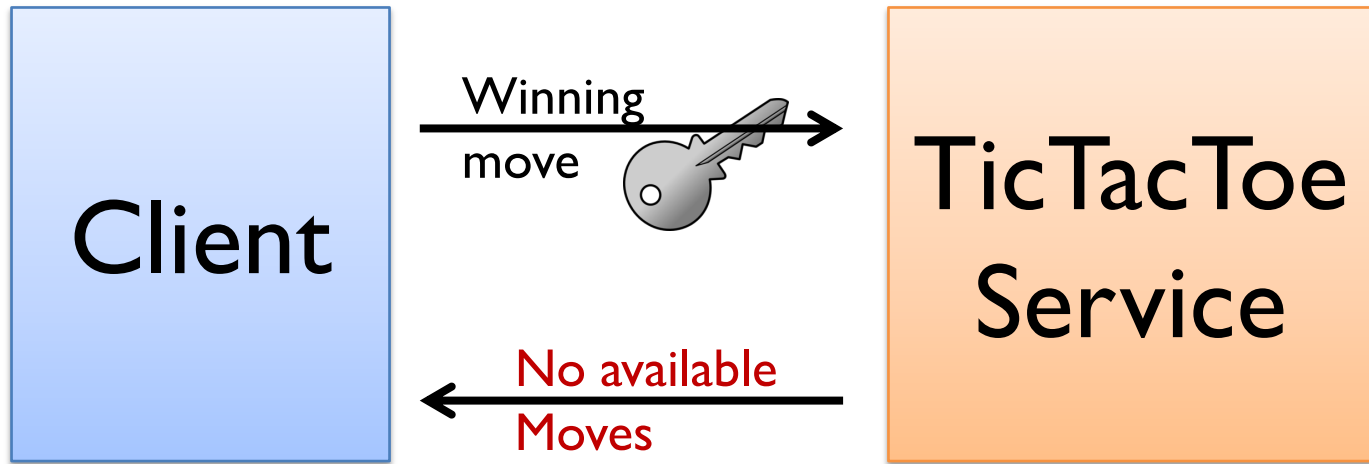 Client
Winning
move
No available
Moves
TicTacToe
Service